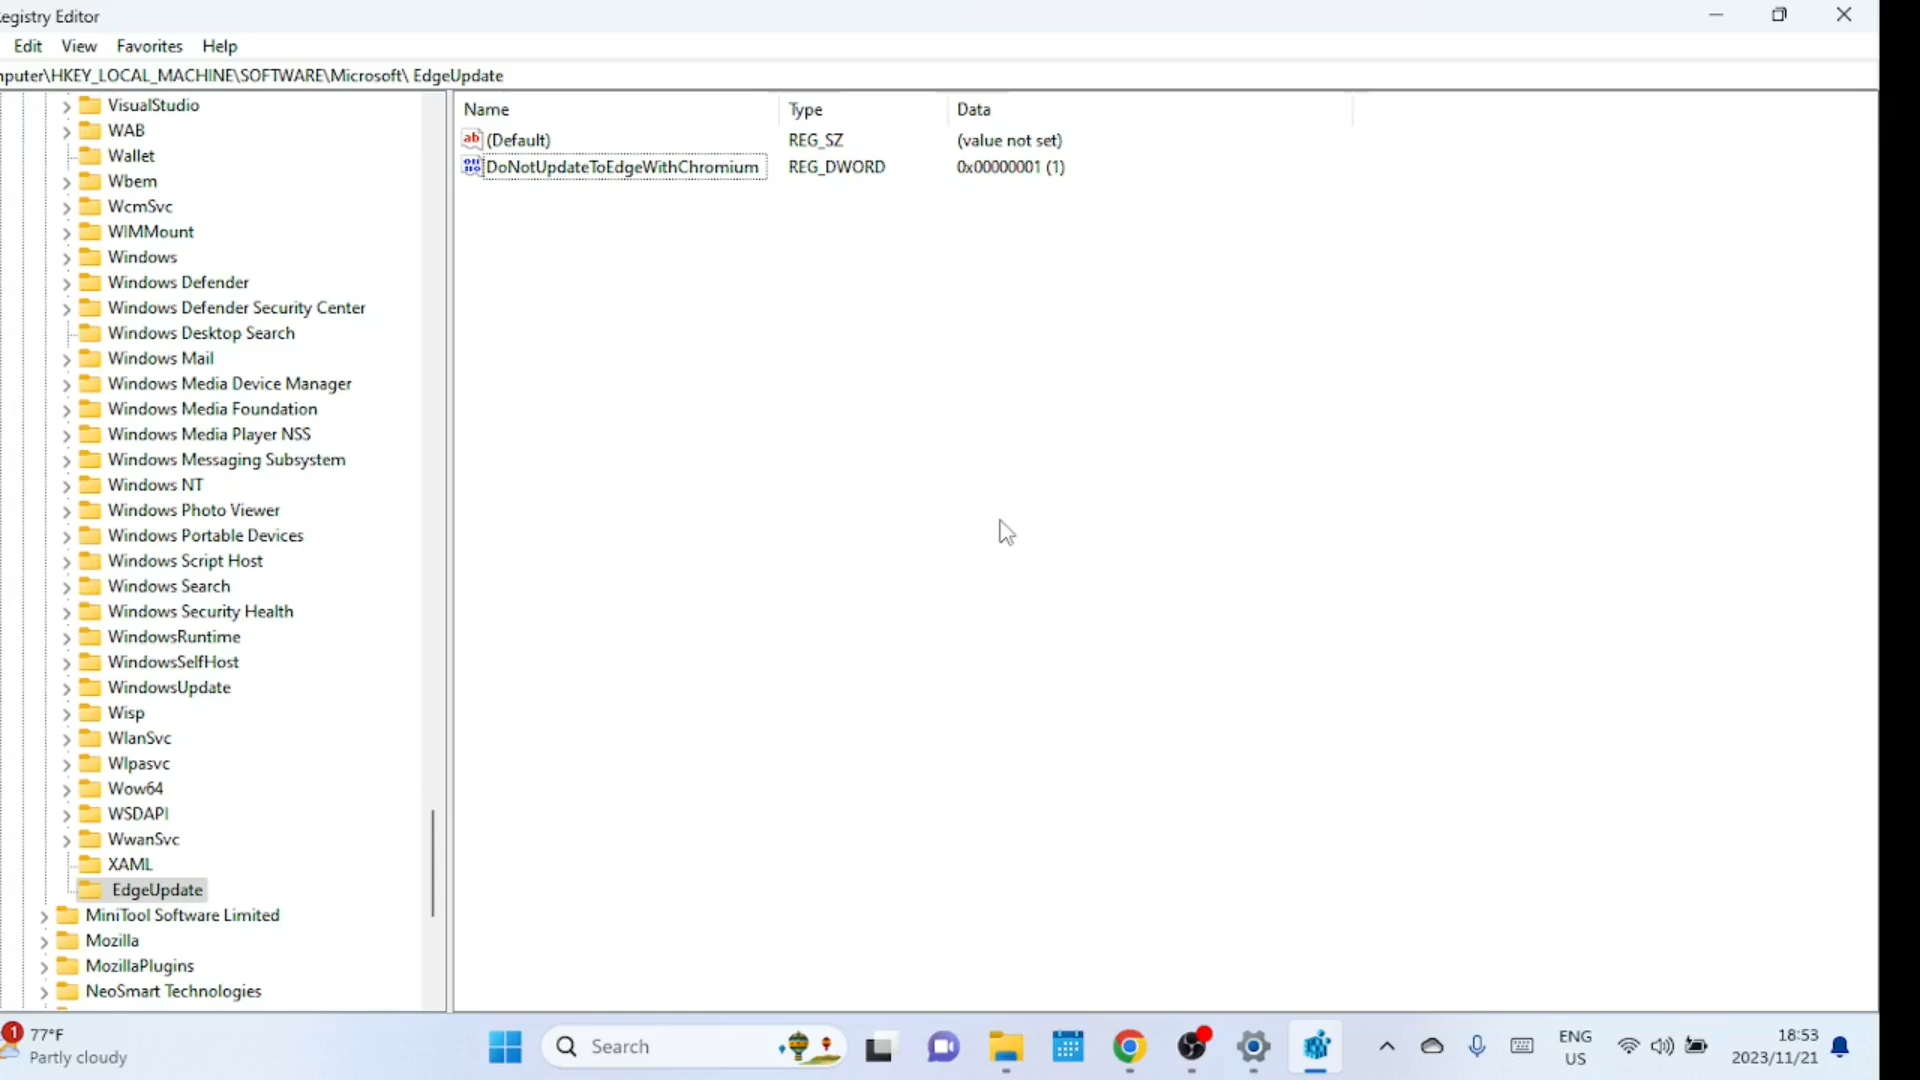 egistry Editor
Edit View Favorites Help
nputer\HKEY_LOCAL_MACHINE\SOFTWARE\Microsoft\ EdgeUpdate
VisualStudio
WAB
Wallet
Wbem
WcmSvc
WIMMount
Windows
Windows Defender
Windows Defender Security Center
Windows Desktop Search
Windows Mail
Windows Media Device Manager
Windows Media Foundation
Windows Media Player NSS
Windows Messaging Subsystem
Windows NT
Windows Photo Viewer
Windows Portable Devices
Windows Script Host
Windows Search
Windows Security Health
WindowsRuntime
WindowsSelfHost
WindowsUpdate
Wisp
WlanSvc
Wlpasvc
Wow64
WSDAPI
WwanSvc
XAML
EdgeUpdate
MiniTool Software Limited
Mozilla
MozillaPlugins
NeoSmart Technologies
Name Type Data
(Default) REG_SZ (value not set)
DoNotUpdateToEdgeWithChromium REG_DWORD 0x00000001 (1)
1
77°F
Partly cloudy
Search
ENG
US
18:53
2023/11/21